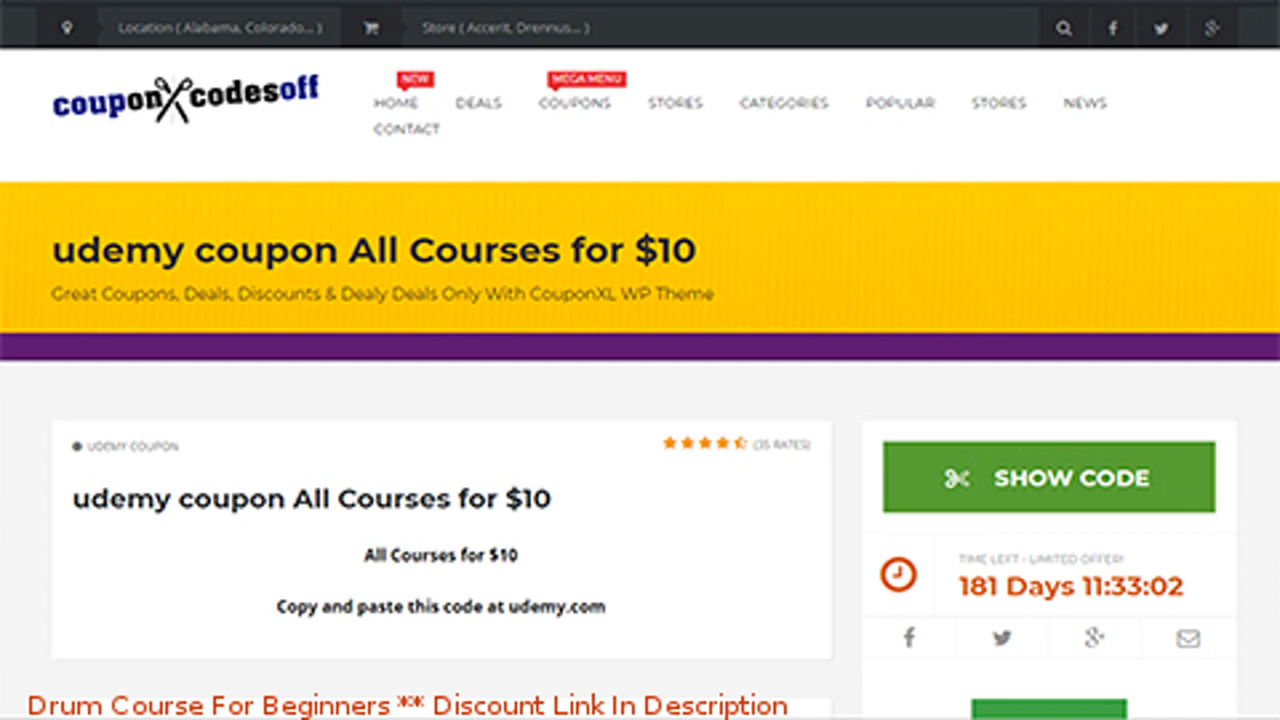 Location ( Alabama, Colorado... )
Store ( Accent, Drennus... )
coupon codesoff
NEW
MEGA MENU
HOME DEALS COUPONS STORES CATEGORIES POPULAR STORES NEWS
CONTACT
udemy coupon All Courses for $10
Great Coupons, Deals, Discounts & Dealy Deals Only With CouponXL WP Theme
UDEMY COUPON
(35 RATES)
udemy coupon All Courses for $10
All Courses for $10
Copy and paste this code at udemy.com
SHOW CODE
TIME LEFT - LIMITED OFFER!
181 Days 11:33:02
Drum Course For Beginners ** Discount Link In Description